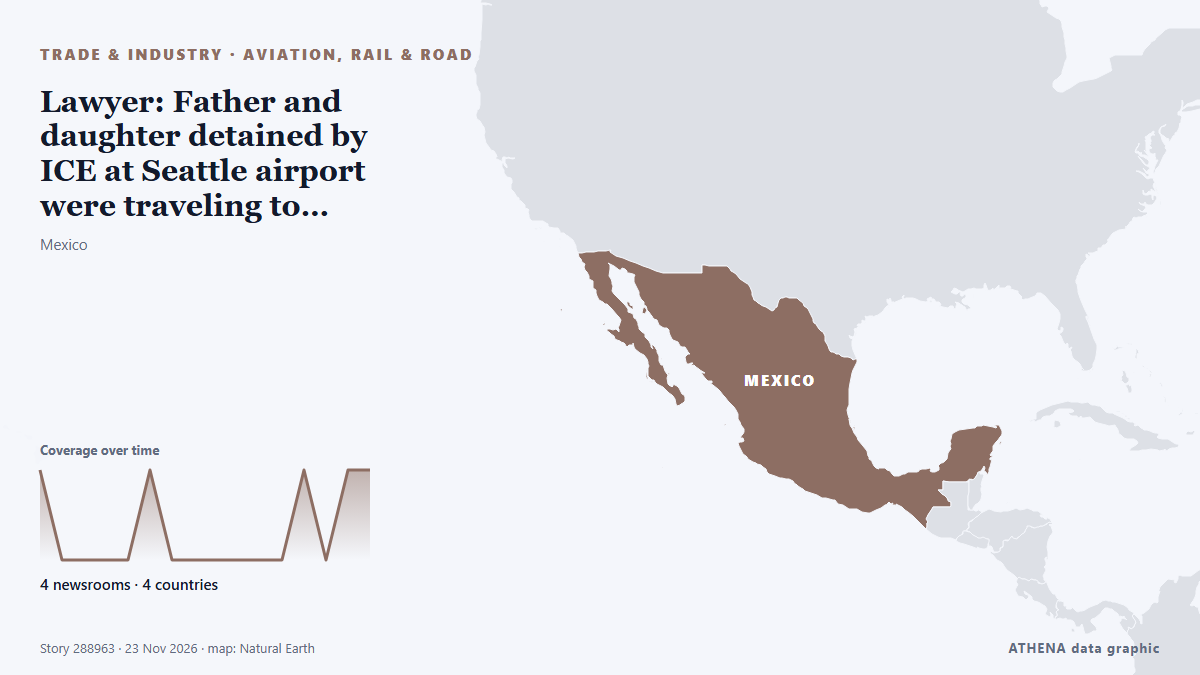 TRADE & INDUSTRY · AVIATION, RAIL & ROAD
Lawyer: Father and
daughter detained by
ICE at Seattle airport
were traveling to...
Mexico
MEXICO
Coverage over time
4 newsrooms · 4 countries
Story 288963 · 23 Nov 2026 · map: Natural Earth
ATHENA data graphic